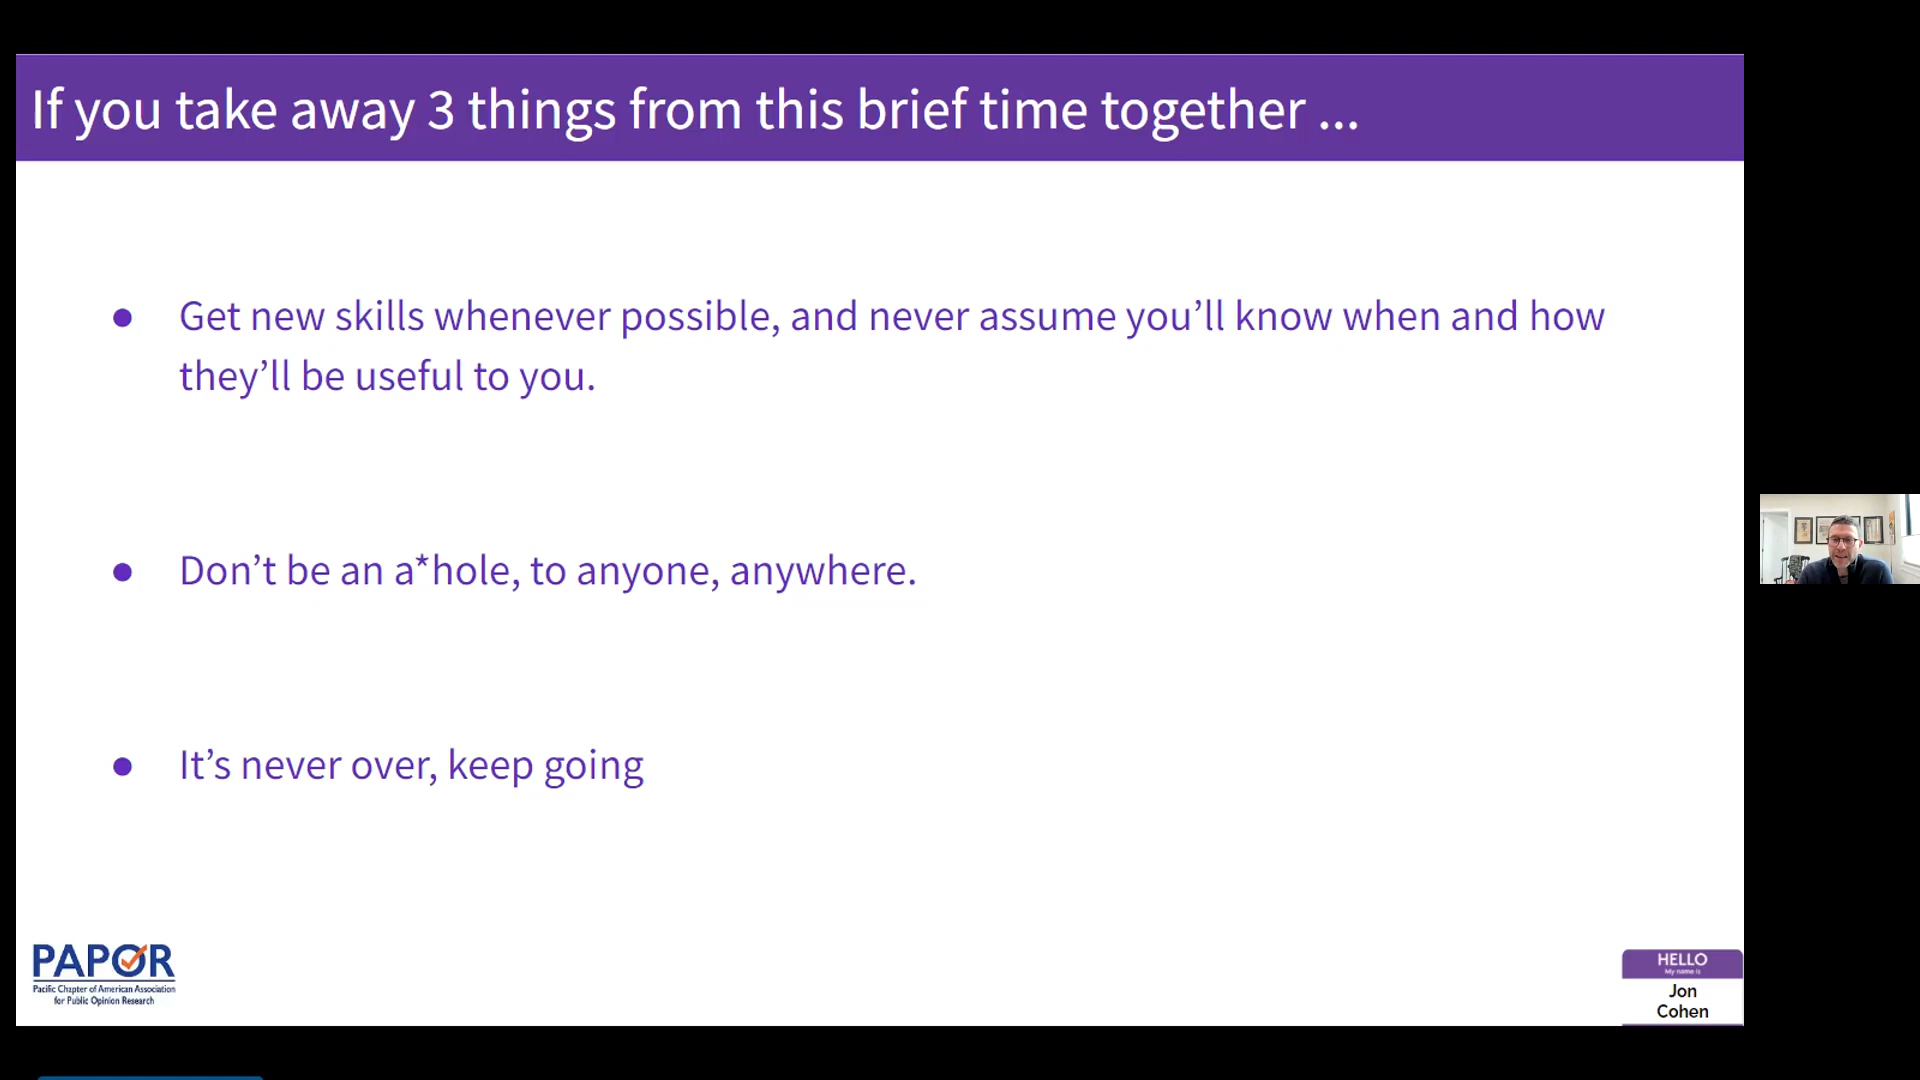 If you take away 3 things from this brief time together ...
● Get new skills whenever possible, and never assume you’ll know when and how
they’ll be useful to you.
● Don’t be an a*hole, to anyone, anywhere.
● It’s never over, keep going
PAPOR
Pacific Chapter of American Association
for Public Opinion Research
HELLO
My name is
Jon
Cohen